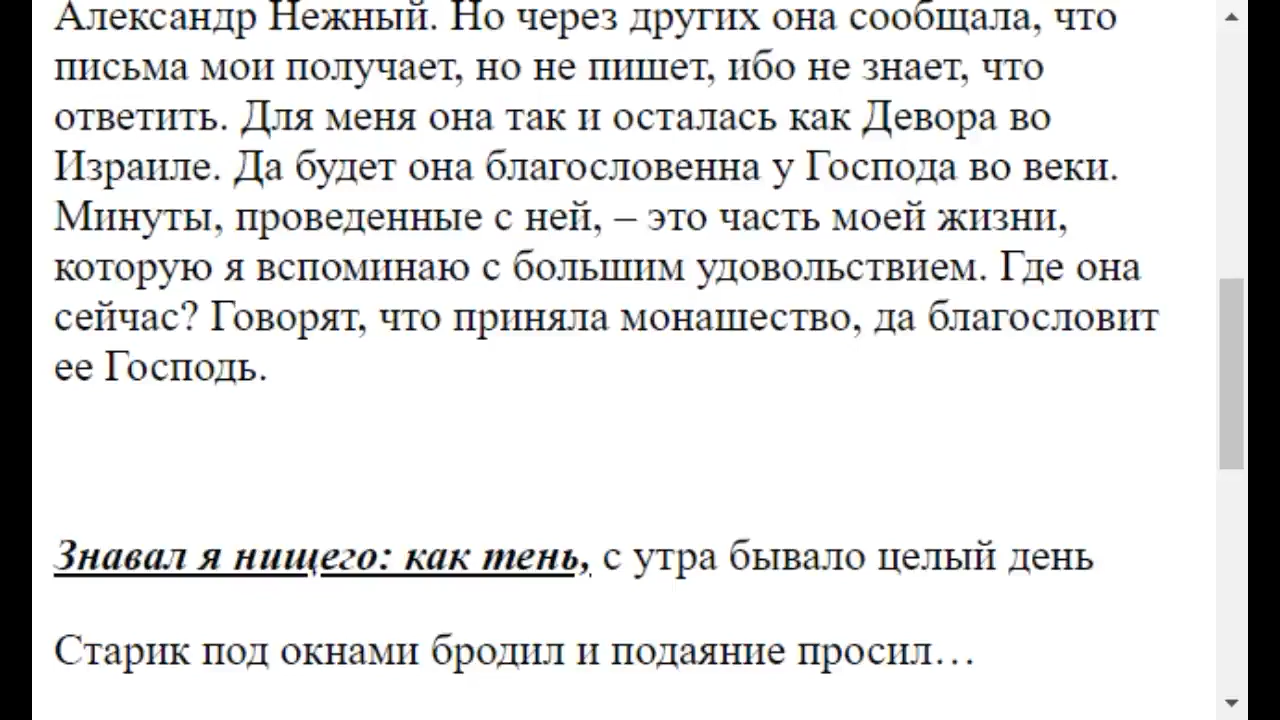 Александр Нежный. Но через других она сообщала, что
письма мои получает, но не пишет, ибо не знает, что
ответить. Для меня она так и осталась как Девора во
Израиле. Да будет она благословенна у Господа во веки.
Минуты, проведенные с ней, – это часть моей жизни,
которую я вспоминаю с большим удовольствием. Где она
сейчас? Говорят, что приняла монашество, да благословит
ее Господь.
Знавал я нищего: как тень, с утра бывало целый день
Старик под окнами бродил и подаяние просил…